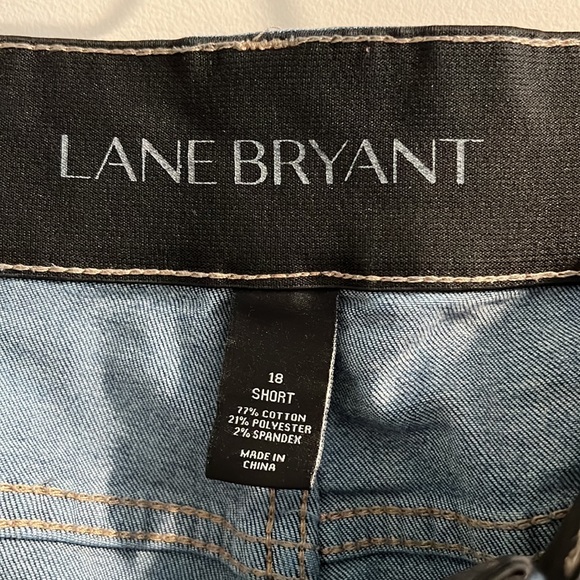 LANE BRYANT
18
SHORT
77% COTTON
21% POLYESTER
2% SPANDEX
MADE IN
CHINA